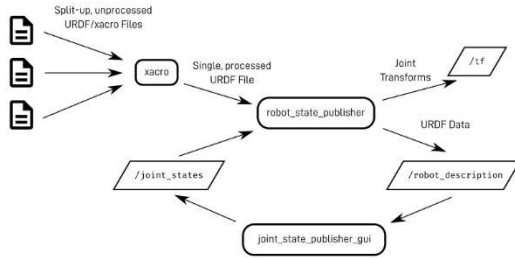 Split-up, unprocessed
URDF/xacro Files
xacro
Single, processed
URDF File
Joint
Transforms
/tf
robot_state_publisher
URDF Data
/joint_states
/robot_description
joint_state_publisher_gui